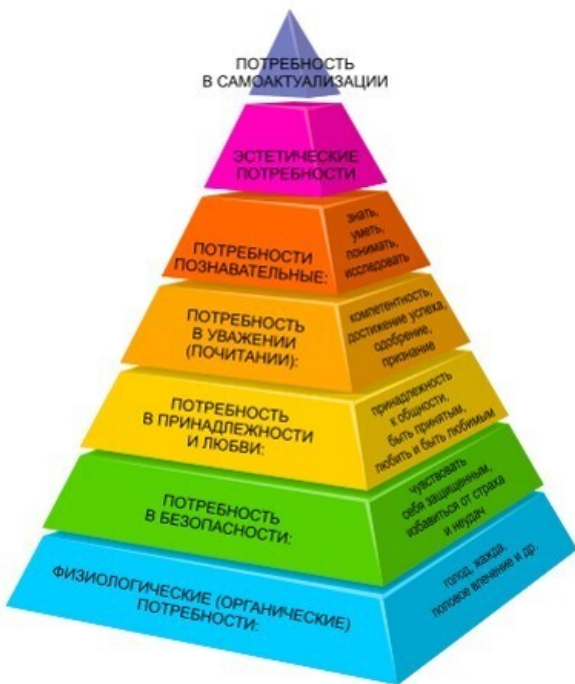 ПОТРЕБНОСТЬ
В САМОАКТУАЛИЗАЦИИ
ЭСТЕТИЧЕСКИЕ
ПОТРЕБНОСТИ
ПОТРЕБНОСТИ
ПОЗНАВАТЕЛЬНЫЕ:
знать,
уметь,
понимать,
исследовать
ПОТРЕБНОСТЬ
В УВАЖЕНИИ
(ПОЧИТАНИИ):
компетентность,
достижение успеха,
одобрение,
признание
ПОТРЕБНОСТЬ
В ПРИНАДЛЕЖНОСТИ
И ЛЮБВИ:
принадлежность
к общности,
быть принятым,
любить и быть любимым
ПОТРЕБНОСТЬ
В БЕЗОПАСНОСТИ:
чувствовать
себя защищенным,
избавиться от страха
и неудач
ФИЗИОЛОГИЧЕСКИЕ (ОРГАНИЧЕСКИЕ)
ПОТРЕБНОСТИ:
голод, жажда,
половое влечение и др.